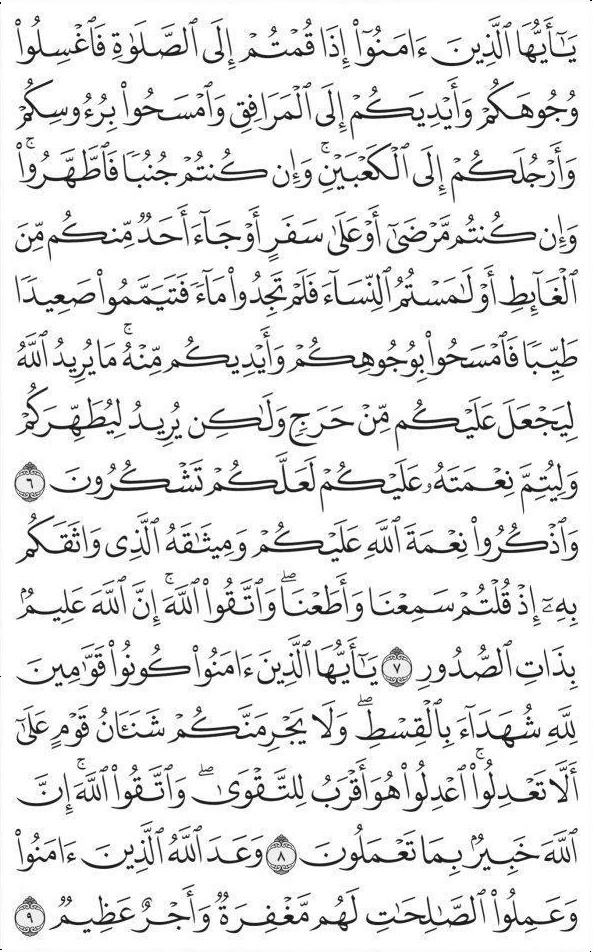 يَـٰٓأَيُّهَا ٱلَّذِينَ ءَامَنُوٓا۟ إِذَا قُمْتُمْ إِلَى ٱلصَّلَوٰةِ فَٱغْسِلُوا۟
وُجُوهَكُمْ وَأَيْدِيَكُمْ إِلَى ٱلْمَرَافِقِ وَٱمْسَحُوا۟ بِرُءُوسِكُمْ
وَأَرْجُلَكُمْ إِلَى ٱلْكَعْبَيْنِ ۚ وَإِن كُنتُمْ جُنُبًا فَٱطَّهَّرُوا۟ ۚ
وَإِن كُنتُم مَّرْضَىٰٓ أَوْ عَلَىٰ سَفَرٍ أَوْ جَآءَ أَحَدٌ مِّنكُم مِّنَ
ٱلْغَآئِطِ أَوْ لَـٰمَسْتُمُ ٱلنِّسَآءَ فَلَمْ تَجِدُوا۟ مَآءً فَتَيَمَّمُوا۟ صَعِيدًا
طَيِّبًا فَٱمْسَحُوا۟ بِوُجُوهِكُمْ وَأَيْدِيكُم مِّنْهُ ۚ مَا يُرِيدُ ٱللَّهُ
لِيَجْعَلَ عَلَيْكُم مِّنْ حَرَجٍ وَلَـٰكِن يُرِيدُ لِيُطَهِّرَكُمْ
وَلِيُتِمَّ نِعْمَتَهُۥ عَلَيْكُمْ لَعَلَّكُمْ تَشْكُرُونَ ٦
وَٱذْكُرُوا۟ نِعْمَةَ ٱللَّهِ عَلَيْكُمْ وَمِيثَـٰقَهُ ٱلَّذِى وَاثَقَكُم
بِهِۦٓ إِذْ قُلْتُمْ سَمِعْنَا وَأَطَعْنَا ۖ وَٱتَّقُوا۟ ٱللَّهَ ۚ إِنَّ ٱللَّهَ عَلِيمٌۢ
بِذَاتِ ٱلصُّدُورِ ٧ يَـٰٓأَيُّهَا ٱلَّذِينَ ءَامَنُوا۟ كُونُوا۟ قَوَّٰمِينَ
لِلَّهِ شُهَدَآءَ بِٱلْقِسْطِ ۖ وَلَا يَجْرِمَنَّكُمْ شَنَـَٔانُ قَوْمٍ عَلَىٰٓ
أَلَّا تَعْدِلُوا۟ ۚ ٱعْدِلُوا۟ هُوَ أَقْرَبُ لِلتَّقْوَىٰ ۖ وَٱتَّقُوا۟ ٱللَّهَ ۚ إِنَّ
ٱللَّهَ خَبِيرٌۢ بِمَا تَعْمَلُونَ ٨ وَعَدَ ٱللَّهُ ٱلَّذِينَ ءَامَنُوا۟
وَعَمِلُوا۟ ٱلصَّـٰلِحَـٰتِ لَهُم مَّغْفِرَةٌ وَأَجْرٌ عَظِيمٌ ٩